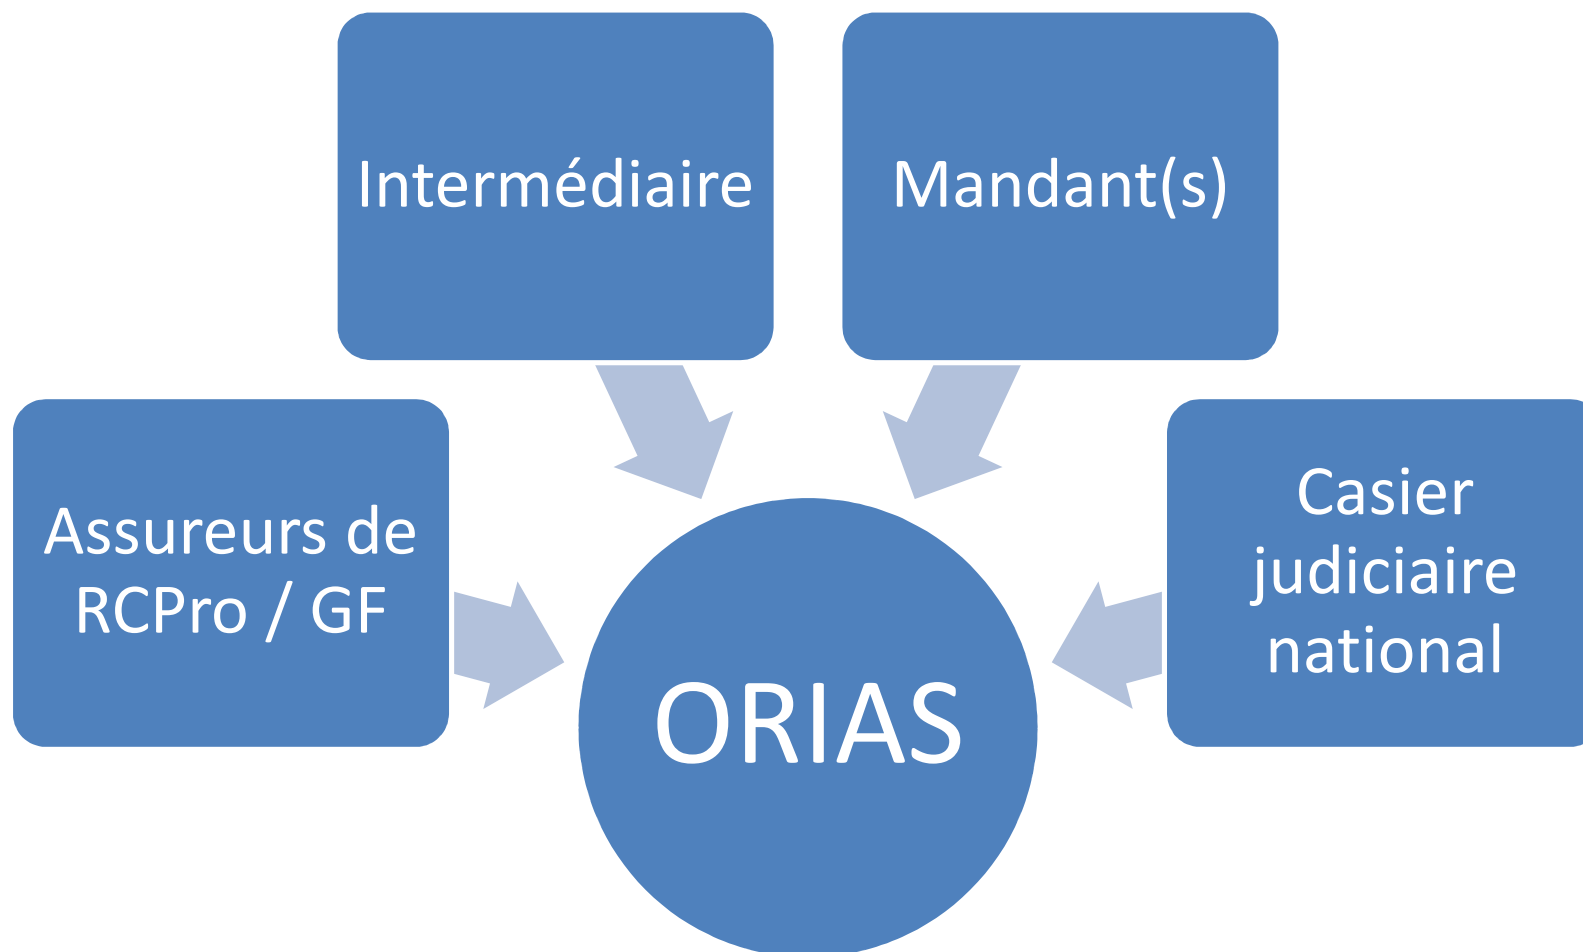 Intermédiaire
Mandant(s)
Assureurs de
RCPro / GF
Casier
judiciaire
national
ORIAS